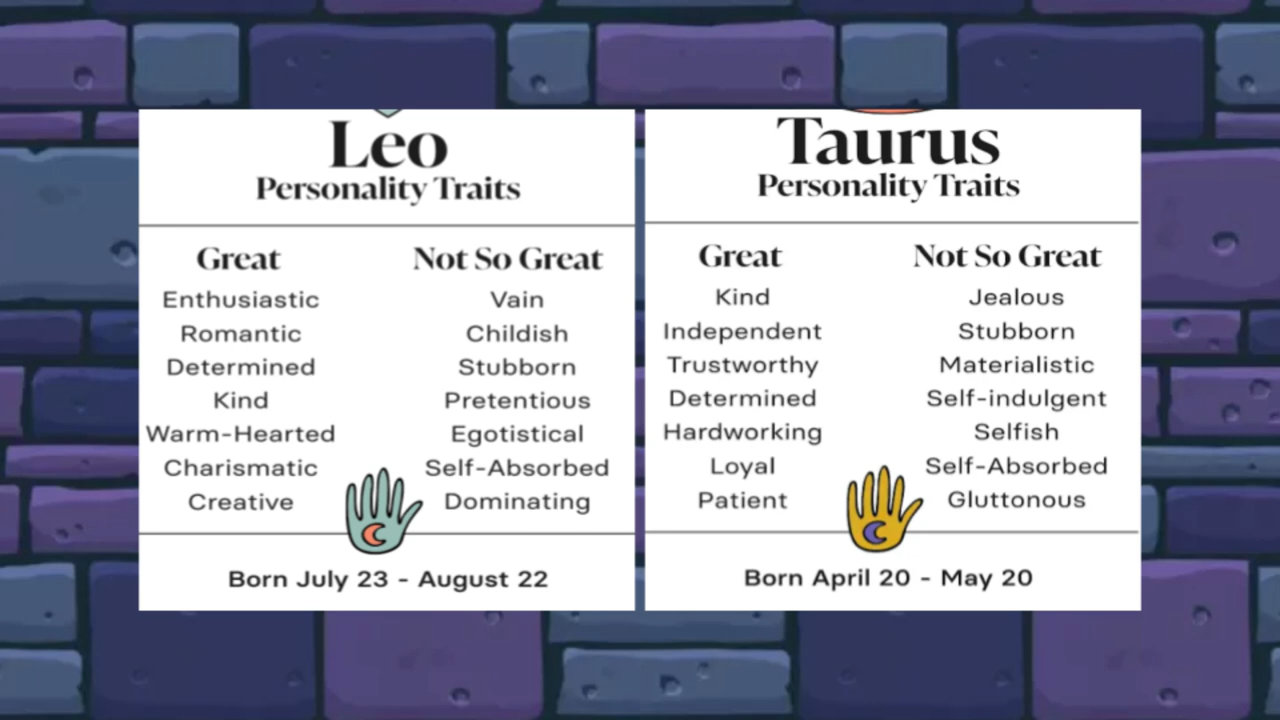 Leo
Personality Traits
Great
Not So Great
Enthusiastic
Vain
Romantic
Childish
Determined
Stubborn
Kind
Pretentious
Warm-Hearted
Egotistical
Charismatic
Self-Absorbed
Creative
Dominating
Born July 23 - August 22
Taurus
Personality Traits
Great
Not So Great
Kind
Jealous
Independent
Stubborn
Trustworthy
Materialistic
Determined
Self-indulgent
Hardworking
Selfish
Loyal
Self-Absorbed
Patient
Gluttonous
Born April 20 - May 20